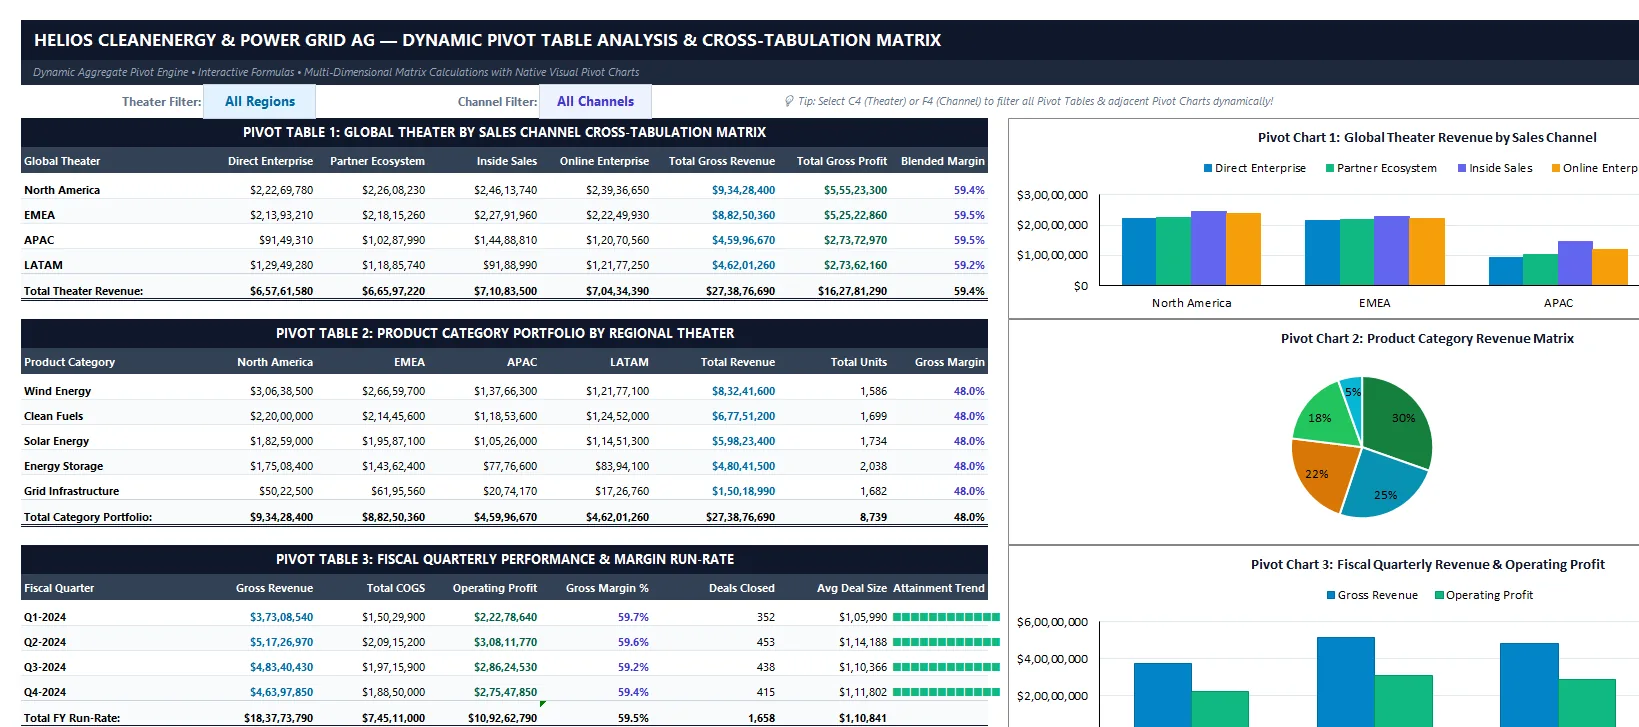 HELIOS CLEANENERGY & POWER GRID AG — DYNAMIC PIVOT TABLE ANALYSIS & CROSS-TABULATION MATRIX
Dynamic Aggregate Pivot Engine • Interactive Formulas • Multi-Dimensional Matrix Calculations with Native Visual Pivot Charts
Theater Filter: All Regions Channel Filter: All Channels 💡 Tip: Select C4 (Theater) or F4 (Channel) to filter all Pivot Tables & adjacent Pivot Charts dynamically!
PIVOT TABLE 1: GLOBAL THEATER BY SALES CHANNEL CROSS-TABULATION MATRIX
Global Theater Direct Enterprise Partner Ecosystem Inside Sales Online Enterprise Total Gross Revenue Total Gross Profit Blended Margin
North America $2,22,69,780 $2,26,08,230 $2,46,13,740 $2,39,36,650 $9,34,28,400 $5,55,23,300 59.4%
EMEA $2,13,93,210 $2,18,15,260 $2,27,91,960 $2,22,49,930 $8,82,50,360 $5,25,22,860 59.5%
APAC $91,49,310 $1,02,87,990 $1,44,88,810 $1,20,70,560 $4,59,96,670 $2,73,72,970 59.5%
LATAM $1,29,49,280 $1,18,85,740 $91,88,990 $1,21,77,250 $4,62,01,260 $2,73,62,160 59.2%
Total Theater Revenue: $6,57,61,580 $6,65,97,220 $7,10,83,500 $7,04,34,390 $27,38,76,690 $16,27,81,290 59.4%
PIVOT TABLE 2: PRODUCT CATEGORY PORTFOLIO BY REGIONAL THEATER
Product Category North America EMEA APAC LATAM Total Revenue Total Units Gross Margin
Wind Energy $3,06,38,500 $2,66,59,700 $1,37,66,300 $1,21,77,100 $8,32,41,600 1,586 48.0%
Clean Fuels $2,20,00,000 $2,14,45,600 $1,18,53,600 $1,24,52,000 $6,77,51,200 1,699 48.0%
Solar Energy $1,82,59,000 $1,95,87,100 $1,05,26,000 $1,14,51,300 $5,98,23,400 1,734 48.0%
Energy Storage $1,75,08,400 $1,43,62,400 $77,76,600 $83,94,100 $4,80,41,500 2,038 48.0%
Grid Infrastructure $50,22,500 $61,95,560 $20,74,170 $17,26,760 $1,50,18,990 1,682 48.0%
Total Category Portfolio: $9,34,28,400 $8,82,50,360 $4,59,96,670 $4,62,01,260 $27,38,76,690 8,739 48.0%
PIVOT TABLE 3: FISCAL QUARTERLY PERFORMANCE & MARGIN RUN-RATE
Fiscal Quarter Gross Revenue Total COGS Operating Profit Gross Margin % Deals Closed Avg Deal Size Attainment Trend
Q1-2024 $3,73,08,540 $1,50,29,900 $2,22,78,640 59.7% 352 $1,05,990
Q2-2024 $5,17,26,970 $2,09,15,200 $3,08,11,770 59.6% 453 $1,14,188
Q3-2024 $4,83,40,430 $1,97,15,900 $2,86,24,530 59.2% 438 $1,10,366
Q4-2024 $4,63,97,850 $1,88,50,000 $2,75,47,850 59.4% 415 $1,11,802
Total FY Run-Rate: $18,37,73,790 $7,45,11,000 $10,92,62,790 59.5% 1,658 $1,10,841
Pivot Chart 1: Global Theater Revenue by Sales Channel
Direct Enterprise Partner Ecosystem Inside Sales Online Enterp
$3,00,00,000
$2,00,00,000
$1,00,00,000
$0
North America EMEA APAC
Pivot Chart 2: Product Category Revenue Matrix
5%
30%
18%
22%
25%
Pivot Chart 3: Fiscal Quarterly Revenue & Operating Profit
Gross Revenue Operating Profit
$6,00,00,000
$4,00,00,000
$2,00,00,000